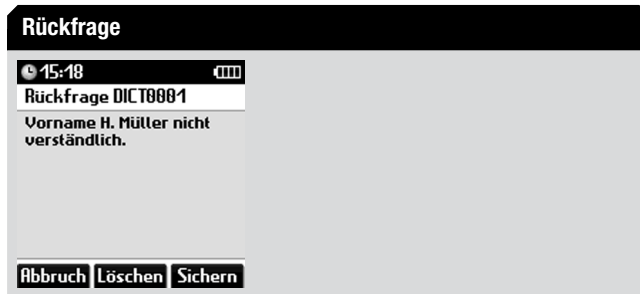 Rückfrage
15:18
Rückfrage DICT0001
Vorname H. Müller nicht
verständlich.
Abbruch Löschen Sichern